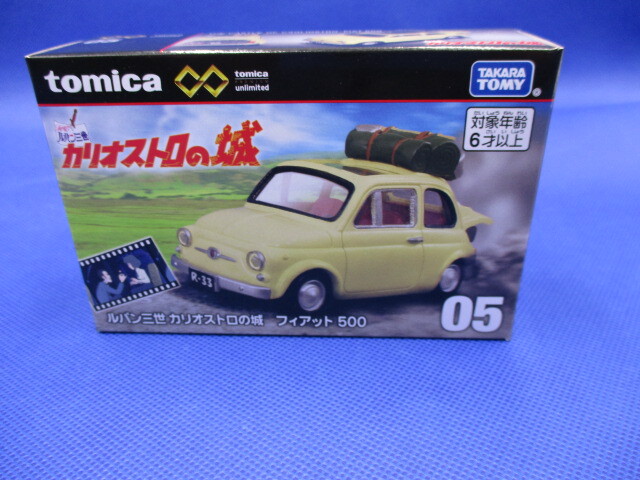 tomica
tomica
PREMIUM
unlimited
TAKARA
TOMY
ルパン三世
カリオストロの城
対象年齢
6才以上
R-33
ルパン三世 カリオストロの城 フィアット 500
05